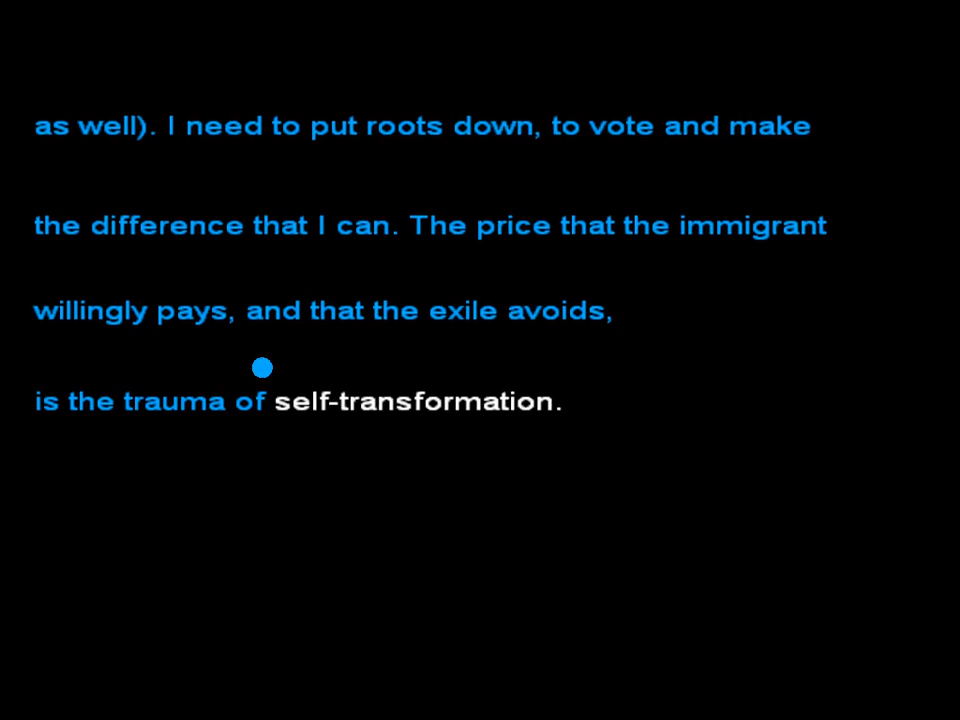 as well). I need to put roots down, to vote and make
the difference that I can. The price that the immigrant
willingly pays, and that the exile avoids,
is the trauma of self-transformation.